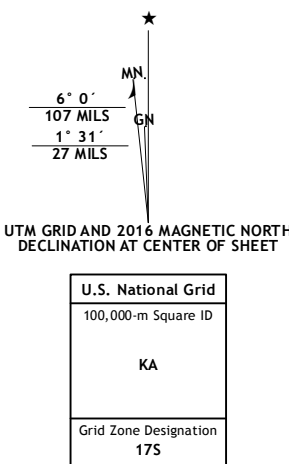 MN.
6° 0´
107 MILS
GN
1° 31´
27 MILS
UTM GRID AND 2016 MAGNETIC NORTH
DECLINATION AT CENTER OF SHEET
U.S. National Grid
100,000-m Square ID
KA
Grid Zone Designation
17S